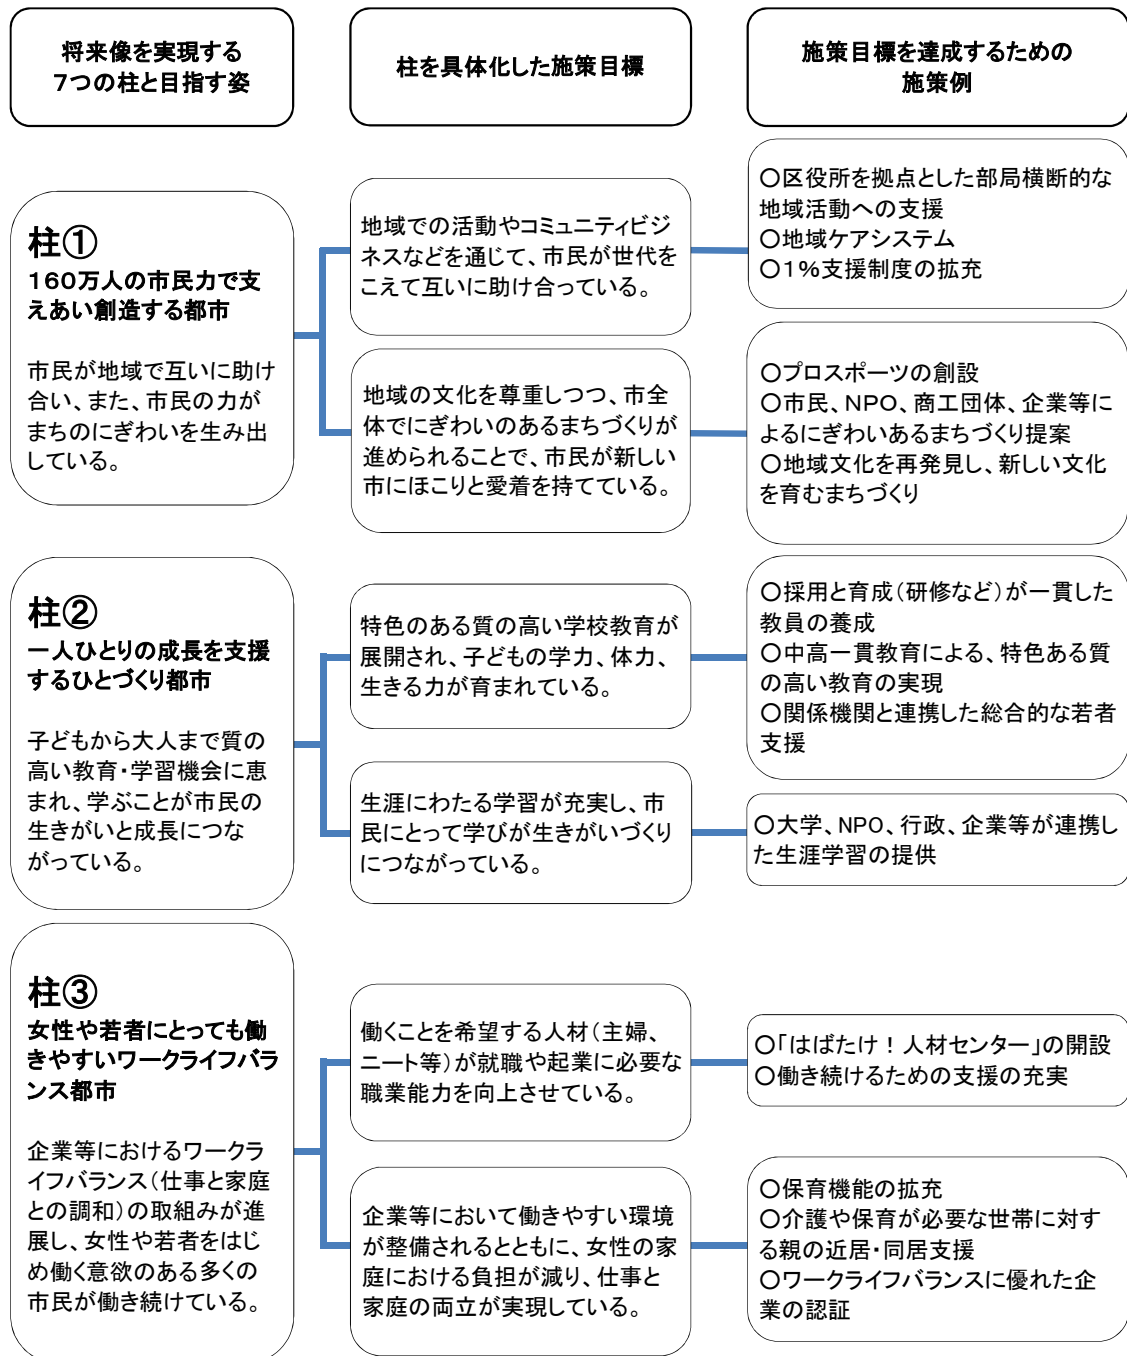 将来像を実現する
７つの柱と目指す姿
柱を具体化した施策目標
施策目標を達成するための
施策例
柱①
１６０万人の市民力で支
えあい創造する都市
市民が地域で互いに助け
合い、また、市民の力が
まちのにぎわいを生み出
している。
地域での活動やコミュニティビジ
ネスなどを通じて、市民が世代を
こえて互いに助け合っている。
○区役所を拠点とした部局横断的な
地域活動への支援
○地域ケアシステム
○１％支援制度の拡充
地域の文化を尊重しつつ、市全
体でにぎわいのあるまちづくりが
進められることで、市民が新しい
市にほこりと愛着を持てている。
○プロスポーツの創設
○市民、ＮＰＯ、商工団体、企業等に
よるにぎわいあるまちづくり提案
○地域文化を再発見し、新しい文化
を育むまちづくり
柱②
一人ひとりの成長を支援
するひとづくり都市
子どもから大人まで質の
高い教育・学習機会に恵
まれ、学ぶことが市民の
生きがいと成長につな
がっている。
特色のある質の高い学校教育が
展開され、子どもの学力、体力、
生きる力が育まれている。
○採用と育成（研修など）が一貫した
教員の養成
○中高一貫教育による、特色ある質
の高い教育の実現
○関係機関と連携した総合的な若者
支援
生涯にわたる学習が充実し、市
民にとって学びが生きがいづくり
につながっている。
○大学、ＮＰＯ、行政、企業等が連携し
た生涯学習の提供
柱③
女性や若者にとっても働
きやすいワークライフバラ
ンス都市
企業等におけるワークラ
イフバランス（仕事と家庭
との調和）の取組みが進
展し、女性や若者をはじ
め働く意欲のある多くの
市民が働き続けている。
働くことを希望する人材（主婦、
ニート等）が就職や起業に必要な
職業能力を向上させている。
○「はばたけ！人材センター」の開設
○働き続けるための支援の充実
企業等において働きやすい環境
が整備されるとともに、女性の家
庭における負担が減り、仕事と
家庭の両立が実現している。
○保育機能の拡充
○介護や保育が必要な世帯に対す
る親の近居・同居支援
○ワークライフバランスに優れた企
業の認証